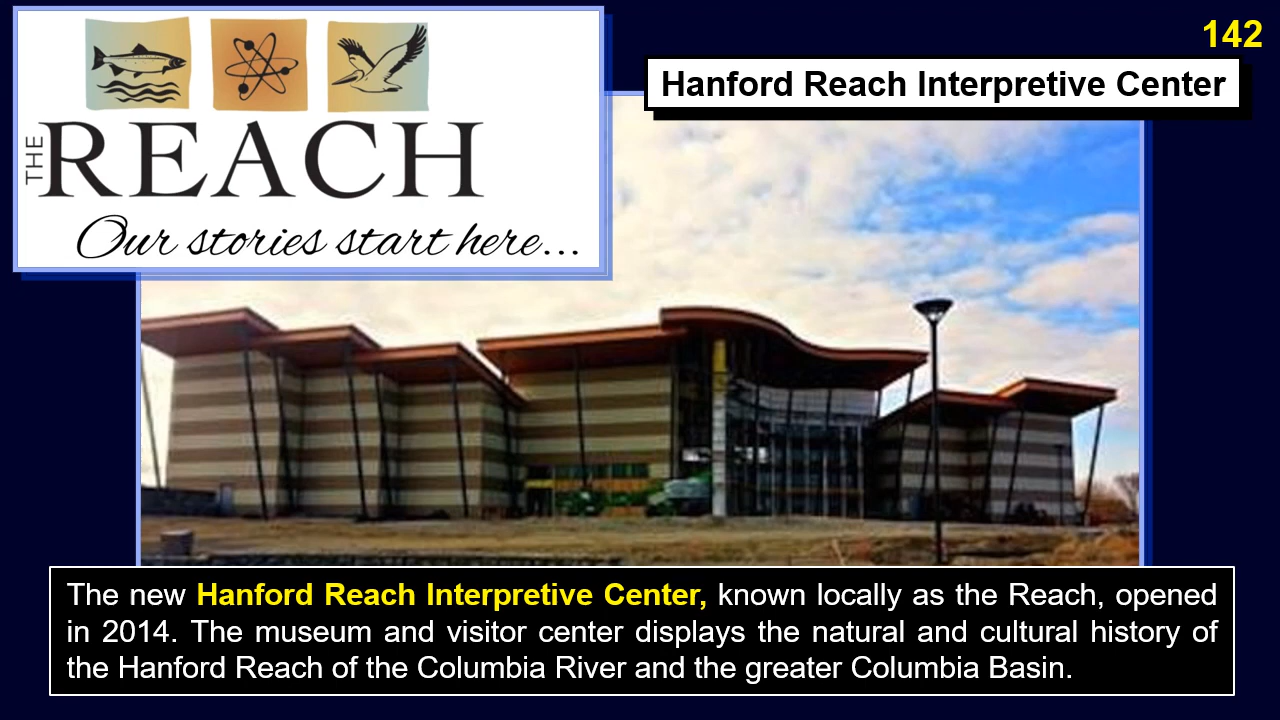 142
Hanford Reach Interpretive Center
THE REACH
Our stories start here...
The new Hanford Reach Interpretive Center, known locally as the Reach, opened
in 2014. The museum and visitor center displays the natural and cultural history of
the Hanford Reach of the Columbia River and the greater Columbia Basin.